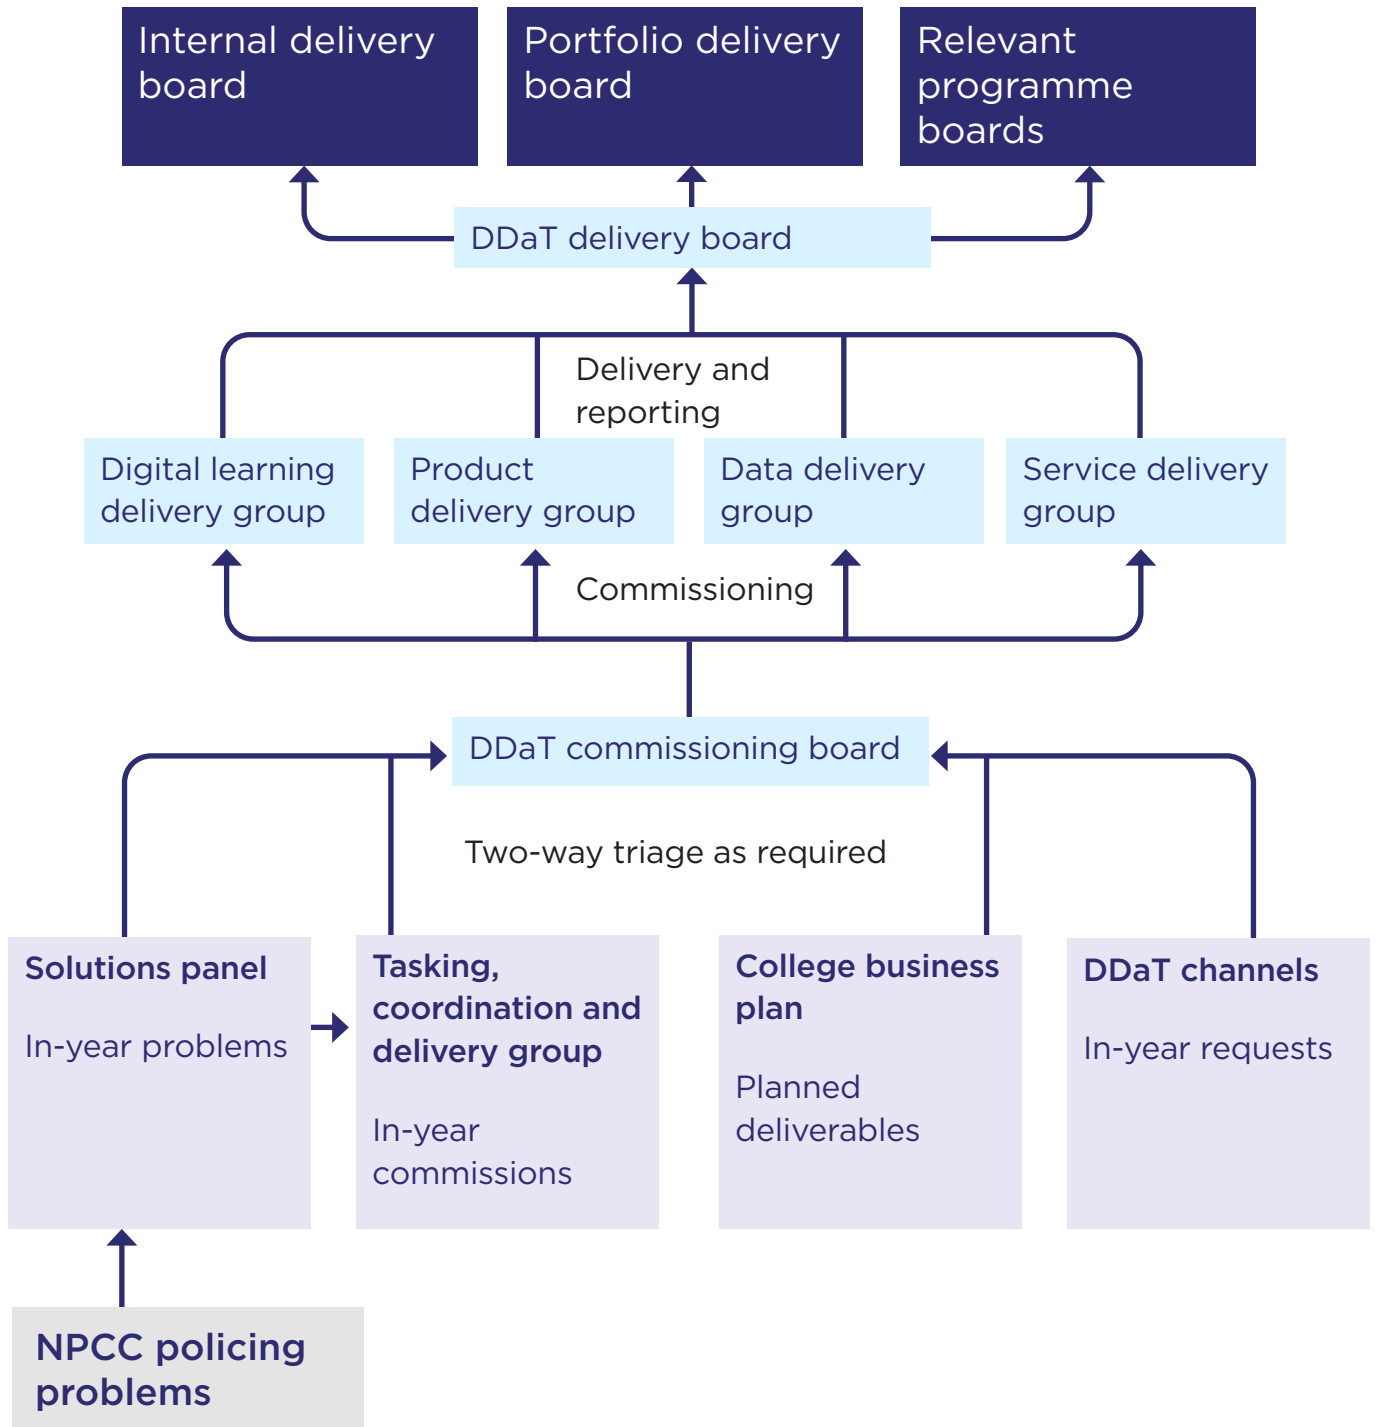 Internal delivery
board
Portfolio delivery
board
Relevant
programme
boards
DDaT delivery board
Delivery and
reporting
Digital learning
delivery group
Product
delivery group
Data delivery
group
Service delivery
group
Commissioning
DDaT commissioning board
Two-way triage as required
Solutions panel
In-year problems
Tasking,
coordination and
delivery group
In-year
commissions
College business
plan
Planned
deliverables
DDaT channels
In-year requests
NPCC policing
problems